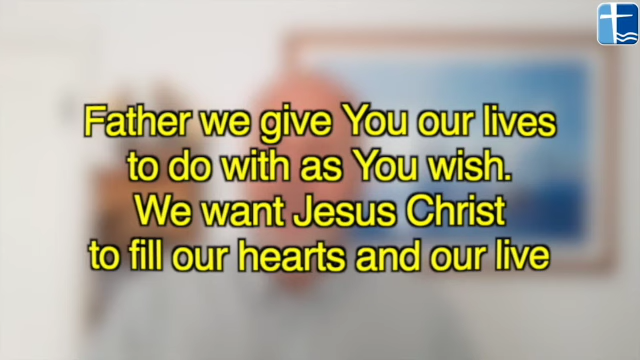 Father we give You our lives
to do with as You wish.
We want Jesus Christ
to fill our hearts and our live